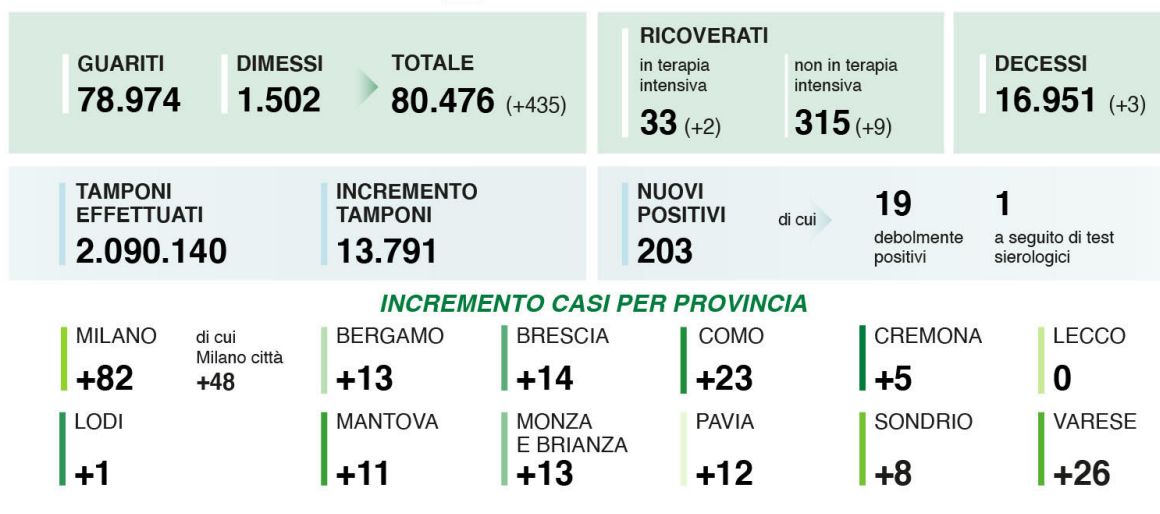 GUARITI
78.974
DIMESSI
1.502
TOTALE
80.476 (+435)
RICOVERATI
in terapia
intensiva
33 (+2)
non in terapia
intensiva
315 (+9)
DECESSI
16.951 (+3)
TAMPONI
EFFETTUATI
2.090.140
INCREMENTO
TAMPONI
13.791
NUOVI
POSITIVI
203
di cui
19
debolmente
positivi
1
a seguito di test
sierologici
INCREMENTO CASI PER PROVINCIA
MILANO
+82
di cui
Milano città
+48
BERGAMO
+13
BRESCIA
+14
COMO
+23
CREMONA
+5
LECCO
0
LODI
+1
MANTOVA
+11
MONZA
E BRIANZA
+13
PAVIA
+12
SONDRIO
+8
VARESE
+26